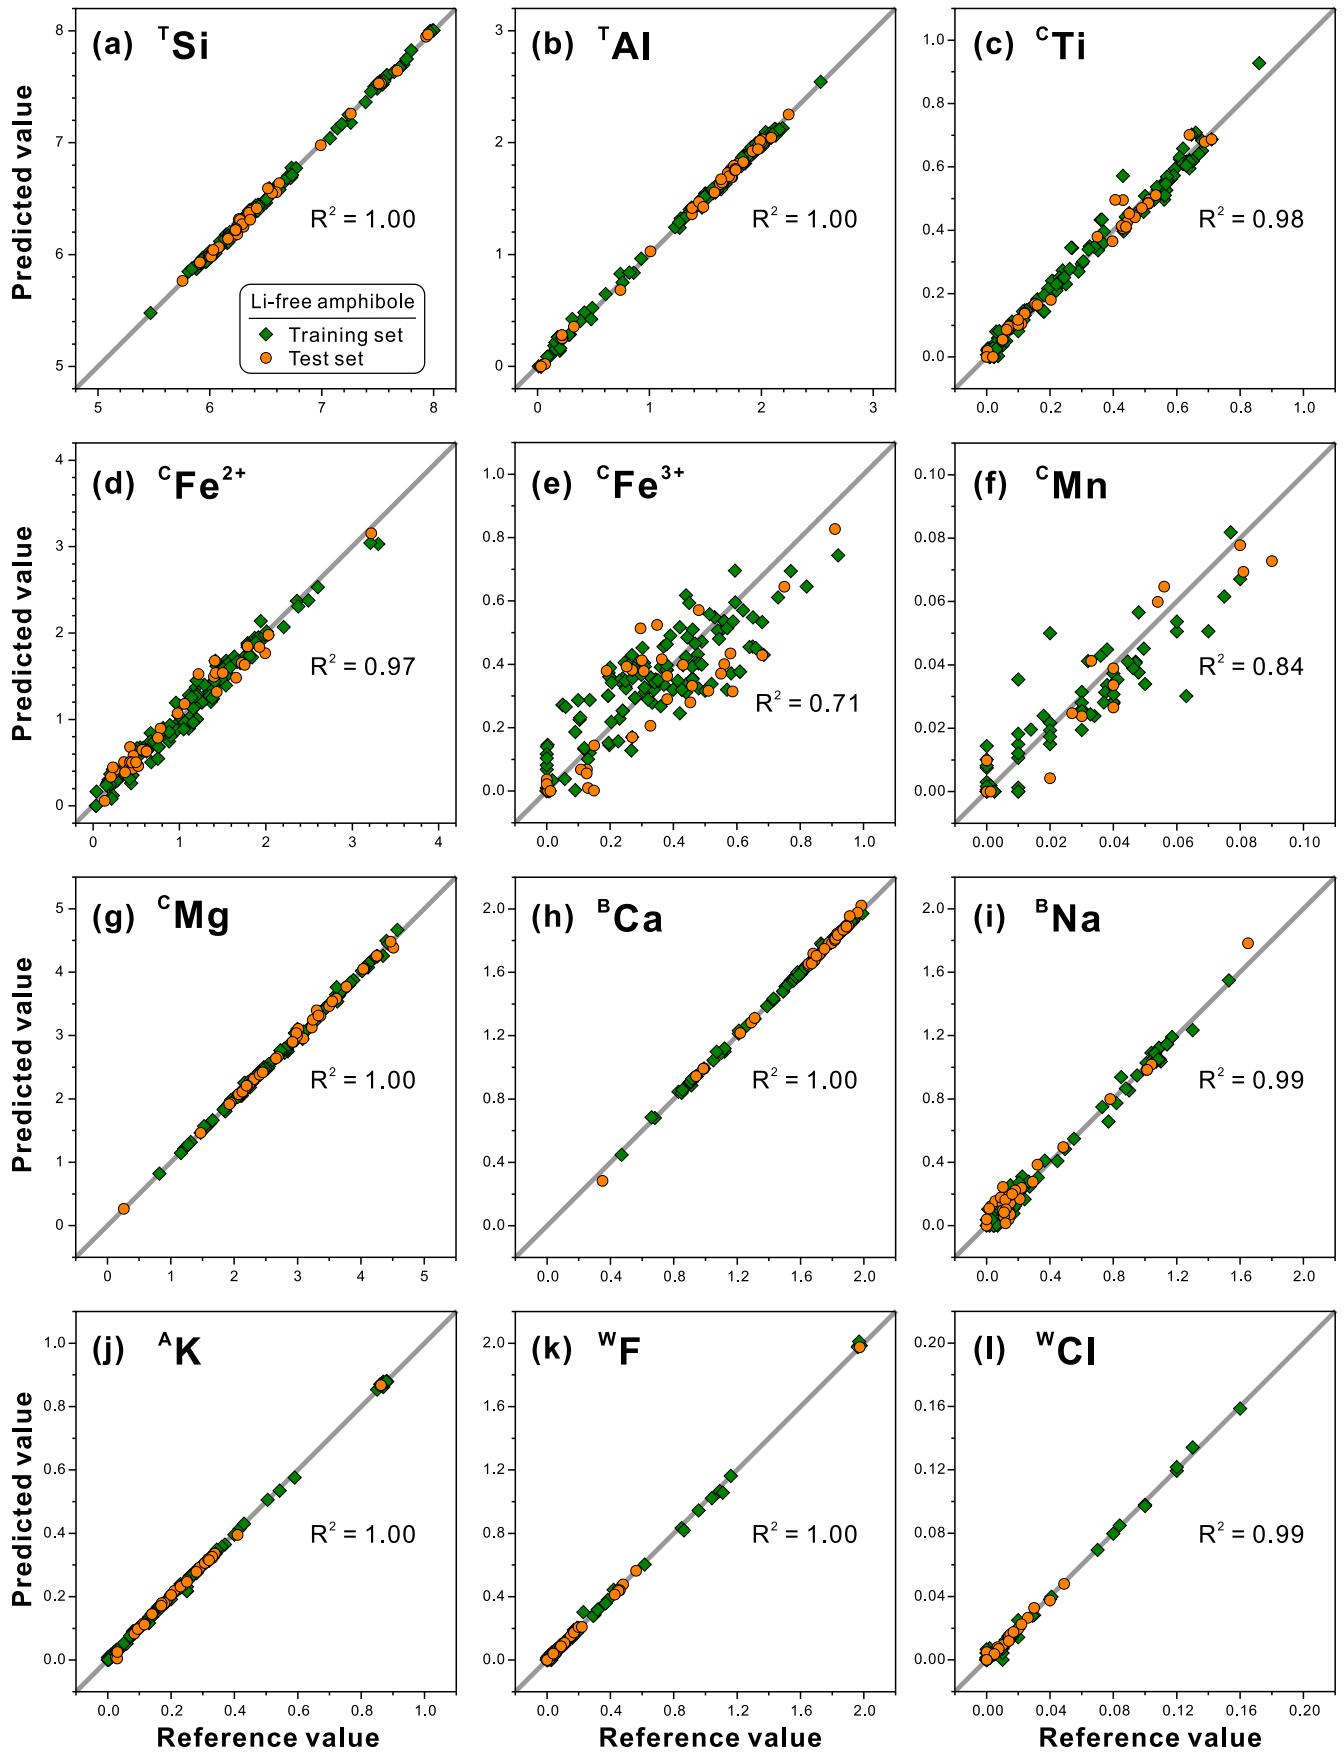 (a) ᵀSi
8
7
6
5
5 6 7 8
R² = 1.00
Li-free amphibole
Training set
Test set
Predicted value
(b) ᵀAl
3
2
1
0
0 1 2 3
R² = 1.00
(c) ᶜTi
1.0
0.8
0.6
0.4
0.2
0.0
0.0 0.2 0.4 0.6 0.8 1.0
R² = 0.98
(d) ᶜFe²⁺
4
3
2
1
0
0 1 2 3 4
R² = 0.97
Predicted value
(e) ᶜFe³⁺
1.0
0.8
0.6
0.4
0.2
0.0
0.0 0.2 0.4 0.6 0.8 1.0
R² = 0.71
(f) ᶜMn
0.10
0.08
0.06
0.04
0.02
0.00
0.00 0.02 0.04 0.06 0.08 0.10
R² = 0.84
(g) ᶜMg
5
4
3
2
1
0
0 1 2 3 4 5
R² = 1.00
Predicted value
(h) ᴮCa
2.0
1.6
1.2
0.8
0.4
0.0
0.0 0.4 0.8 1.2 1.6 2.0
R² = 1.00
(i) ᴮNa
2.0
1.6
1.2
0.8
0.4
0.0
0.0 0.4 0.8 1.2 1.6 2.0
R² = 0.99
(j) ᴬK
1.0
0.8
0.6
0.4
0.2
0.0
0.0 0.2 0.4 0.6 0.8 1.0
R² = 1.00
Predicted value
Reference value
(k) ᵂF
2.0
1.6
1.2
0.8
0.4
0.0
0.0 0.4 0.8 1.2 1.6 2.0
R² = 1.00
Reference value
(l) ᵂCl
0.20
0.16
0.12
0.08
0.04
0.00
0.00 0.04 0.08 0.12 0.16 0.20
R² = 0.99
Reference value